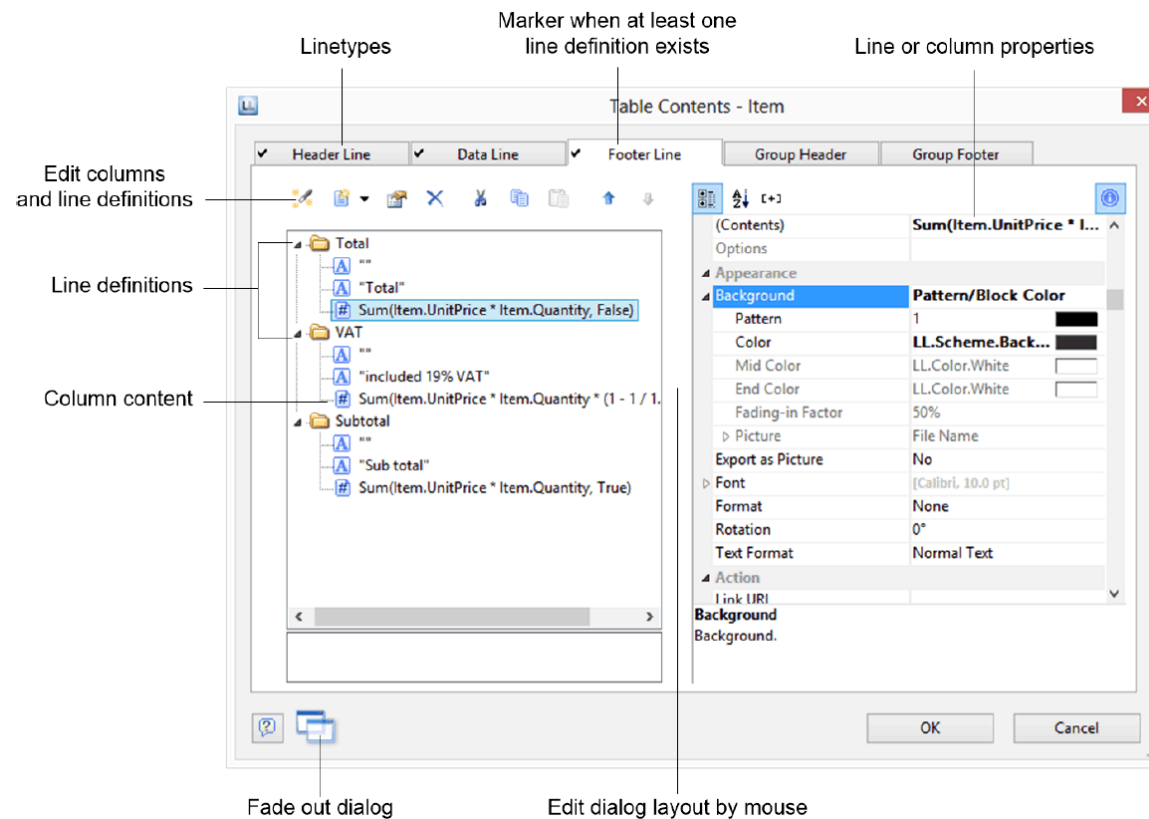 Marker when at least one
line definition exists
Linetypes
Line or column properties
LL
Table Contents - Item
Header Line
Data Line
Footer Line
Group Header
Group Footer
Edit columns
and line definitions
Line definitions
Column content
Total
A ""
A "Total"
# Sum(Item.UnitPrice * Item.Quantity, False)
VAT
A ""
A "included 19% VAT"
# Sum(Item.UnitPrice * Item.Quantity * (1 - 1 / 1.
Subtotal
A ""
A "Sub total"
# Sum(Item.UnitPrice * Item.Quantity, True)
A Z [+]
(Contents) Sum(Item.UnitPrice * I...
Options
Appearance
Background Pattern/Block Color
Pattern 1
Color LL.Scheme.Back...
Mid Color LL.Color.White
End Color LL.Color.White
Fading-in Factor 50%
Picture File Name
Export as Picture No
Font [Calibri, 10.0 pt]
Format None
Rotation 0°
Text Format Normal Text
Action
Link URL
Background
Background.
?
OK
Cancel
Fade out dialog
Edit dialog layout by mouse